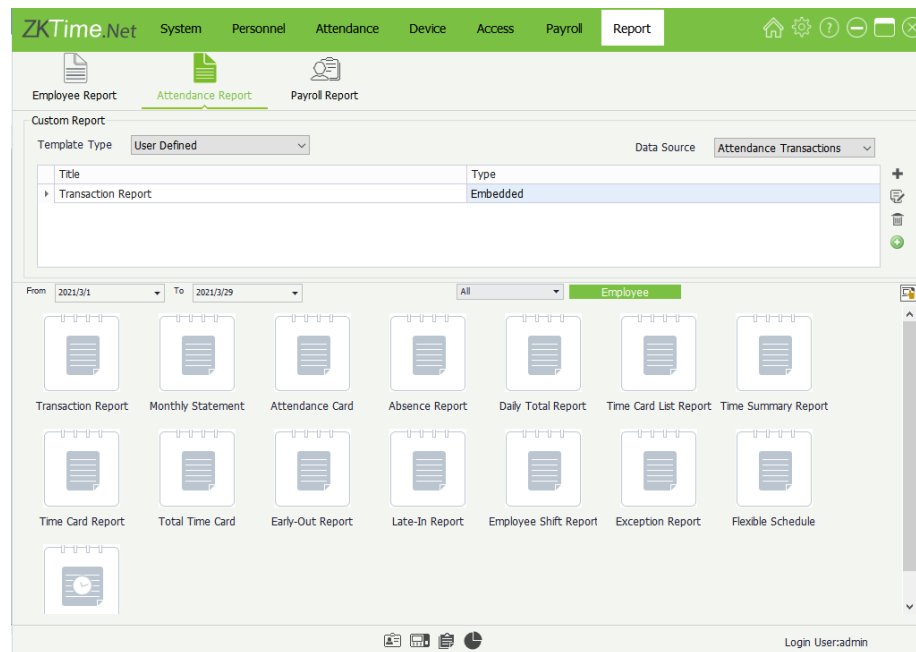 ZKTime.Net System Personnel Attendance Device Access Payroll Report
Employee Report Attendance Report Payroll Report
Custom Report
Template Type User Defined Data Source Attendance Transactions
Title Type
Transaction Report Embedded
From 2021/3/1 To 2021/3/29 All Employee
Transaction Report Monthly Statement Attendance Card Absence Report Daily Total Report Time Card List Report Time Summary Report
Time Card Report Total Time Card Early-Out Report Late-In Report Employee Shift Report Exception Report Flexible Schedule
Login User:admin